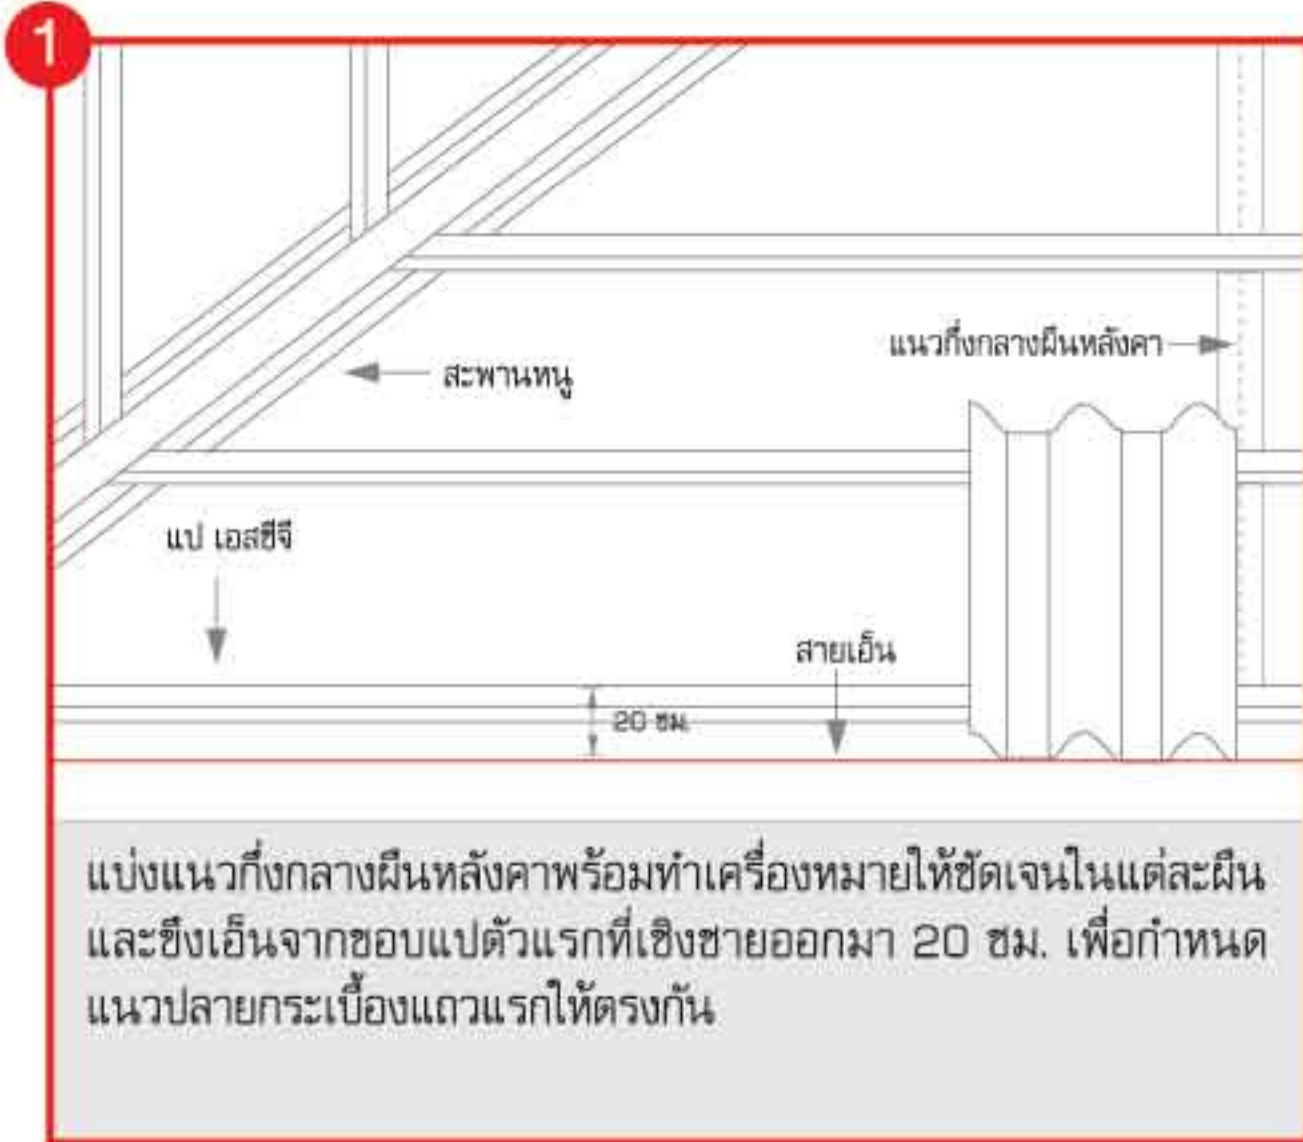 1
แนวกึ่งกลางผืนหลังคา
สะพานหนู
แป เอสซีจี
สายเอ็น
20 ซม.
แบ่งแนวกึ่งกลางผืนหลังคาพร้อมทำเครื่องหมายให้ชัดเจนในแต่ละผืน
และขึงเอ็นจากขอบแปตัวแรกที่เชิงชายออกมา 20 ซม. เพื่อกำหนด
แนวปลายกระเบื้องแถวแรกให้ตรงกัน